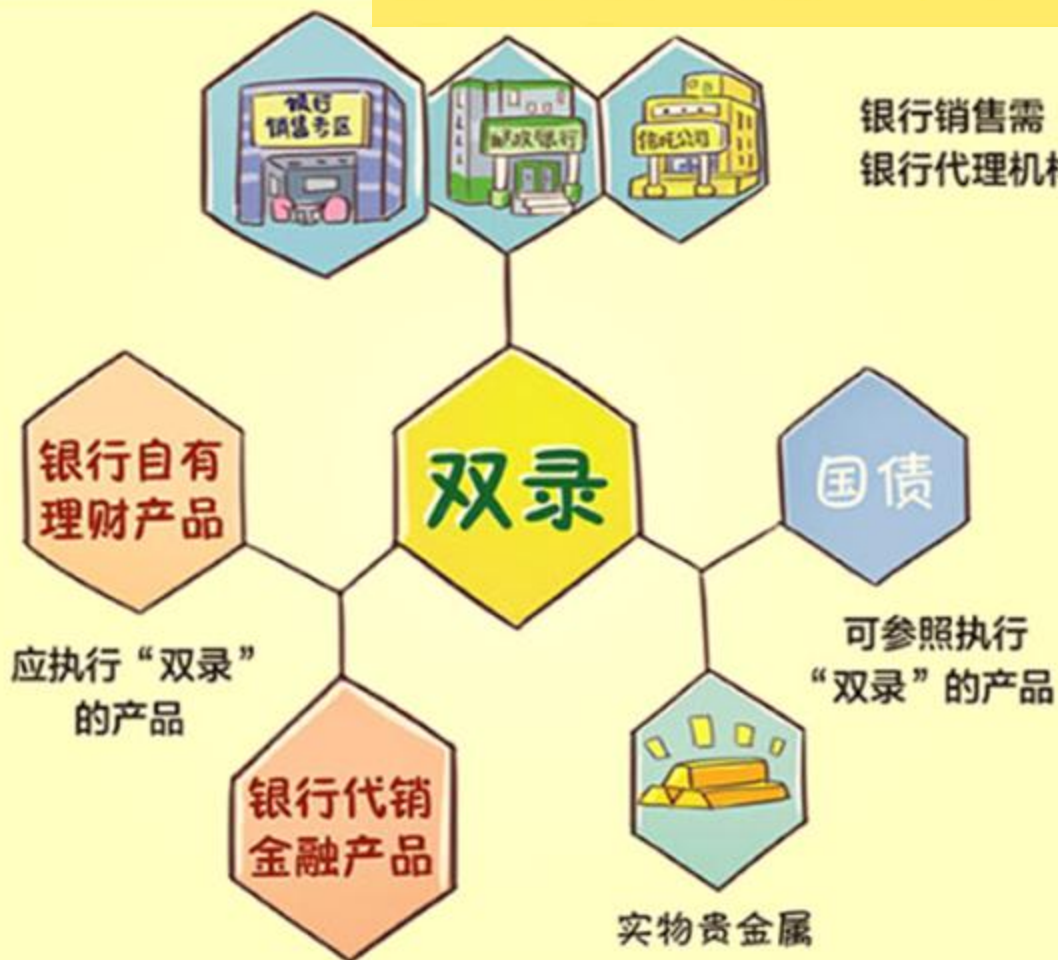 银行
销售专区
邮政银行
信托公司
银行销售需
银行代理机
银行自有
理财产品
双录
国债
应执行“双录”
的产品
可参照执行
“双录”的产品
银行代销
金融产品
实物贵金属